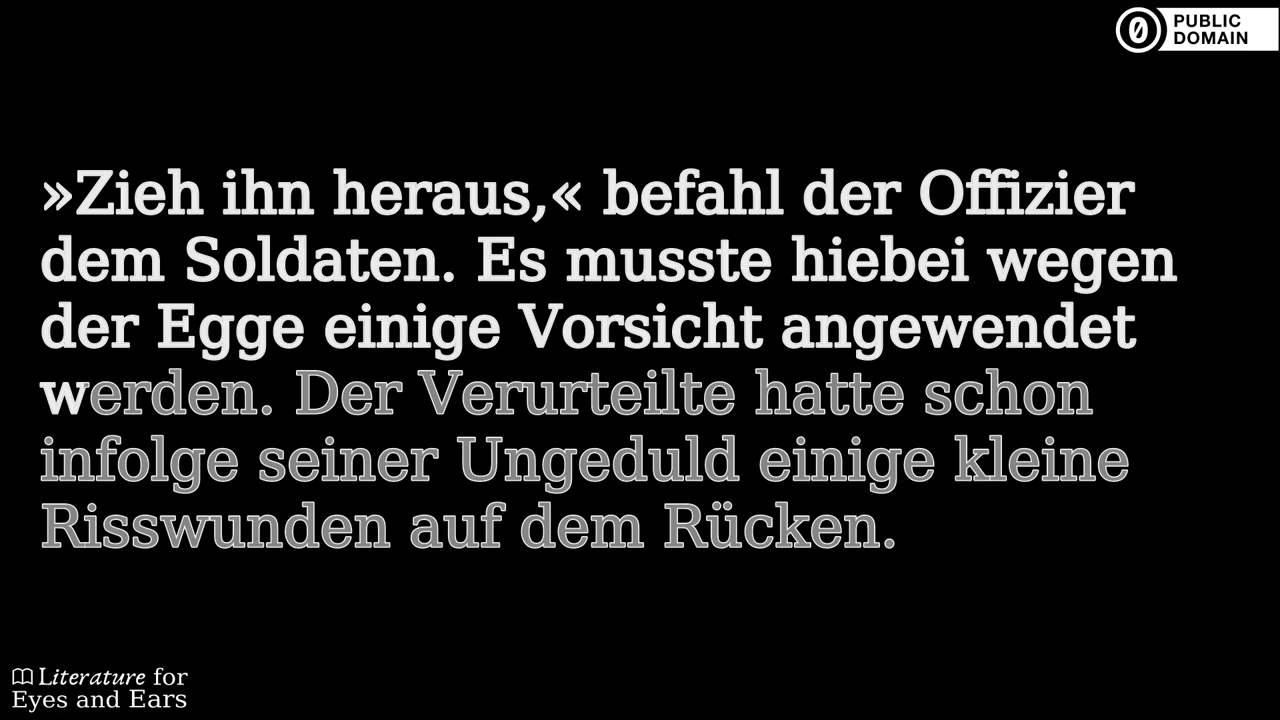 PUBLIC
DOMAIN
»Zieh ihn heraus,« befahl der Offizier
dem Soldaten. Es musste hiebei wegen
der Egge einige Vorsicht angewendet
werden. Der Verurteilte hatte schon
infolge seiner Ungeduld einige kleine
Risswunden auf dem Rücken.
Literature for
Eyes and Ears